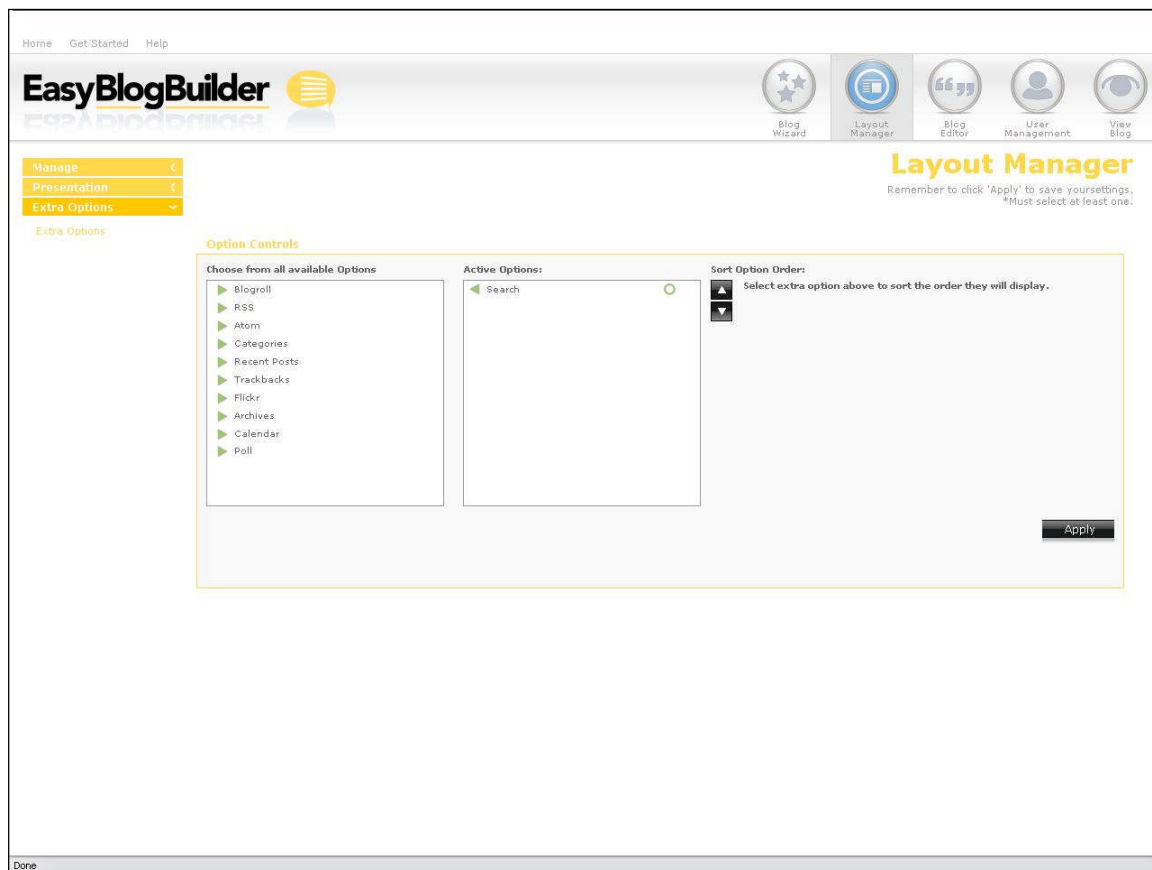 Home Get Started Help
EasyBlogBuilder
Blog
Wizard
Layout
Manager
Blog
Editor
User
Management
View
Blog
Manage
Presentation
Extra Options
Extra Options
Layout Manager
Remember to click 'Apply' to save yoursettings.
*Must select at least one.
Option Controls
Choose from all available Options
Blogroll
RSS
Atom
Categories
Recent Posts
Trackbacks
Flickr
Archives
Calendar
Poll
Active Options:
Search
Sort Option Order:
Select extra option above to sort the order they will display.
Apply
Done